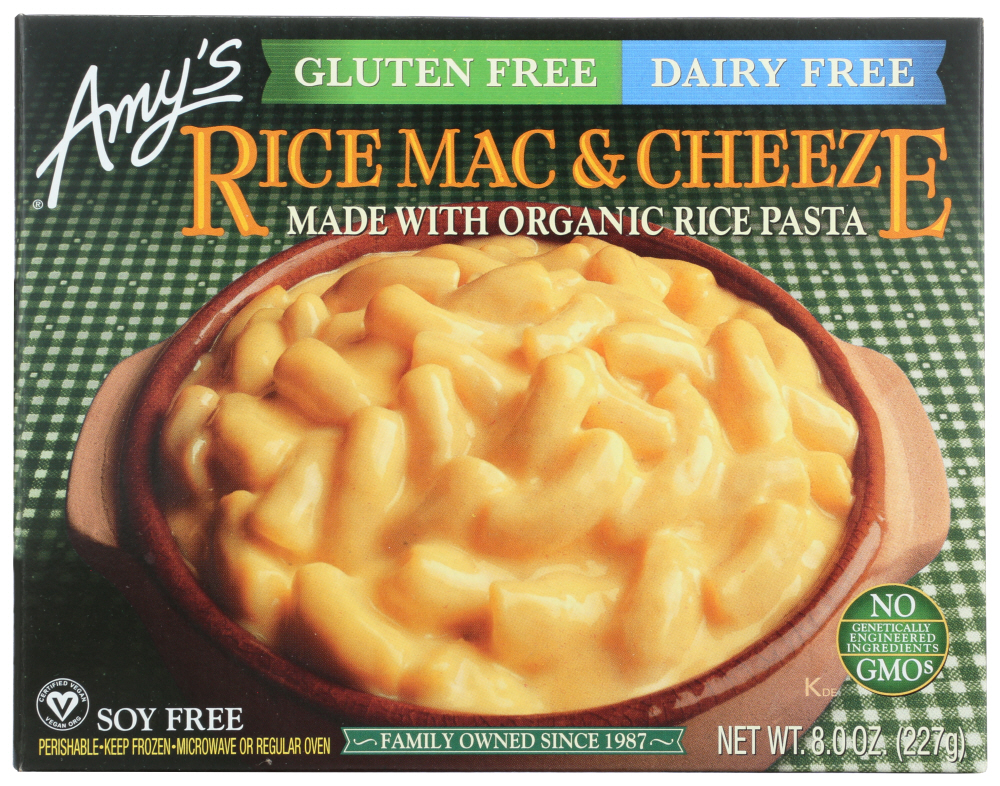 Amy's
®
GLUTEN FREE DAIRY FREE
RICE MAC & CHEEZE
MADE WITH ORGANIC RICE PASTA
NO
GENETICALLY
ENGINEERED
INGREDIENTS
GMOs
K DE
CERTIFIED VEGAN
VEGAN.ORG
SOY FREE
PERISHABLE•KEEP FROZEN•MICROWAVE OR REGULAR OVEN
FAMILY OWNED SINCE 1987
NET WT. 8.0 OZ. (227g)